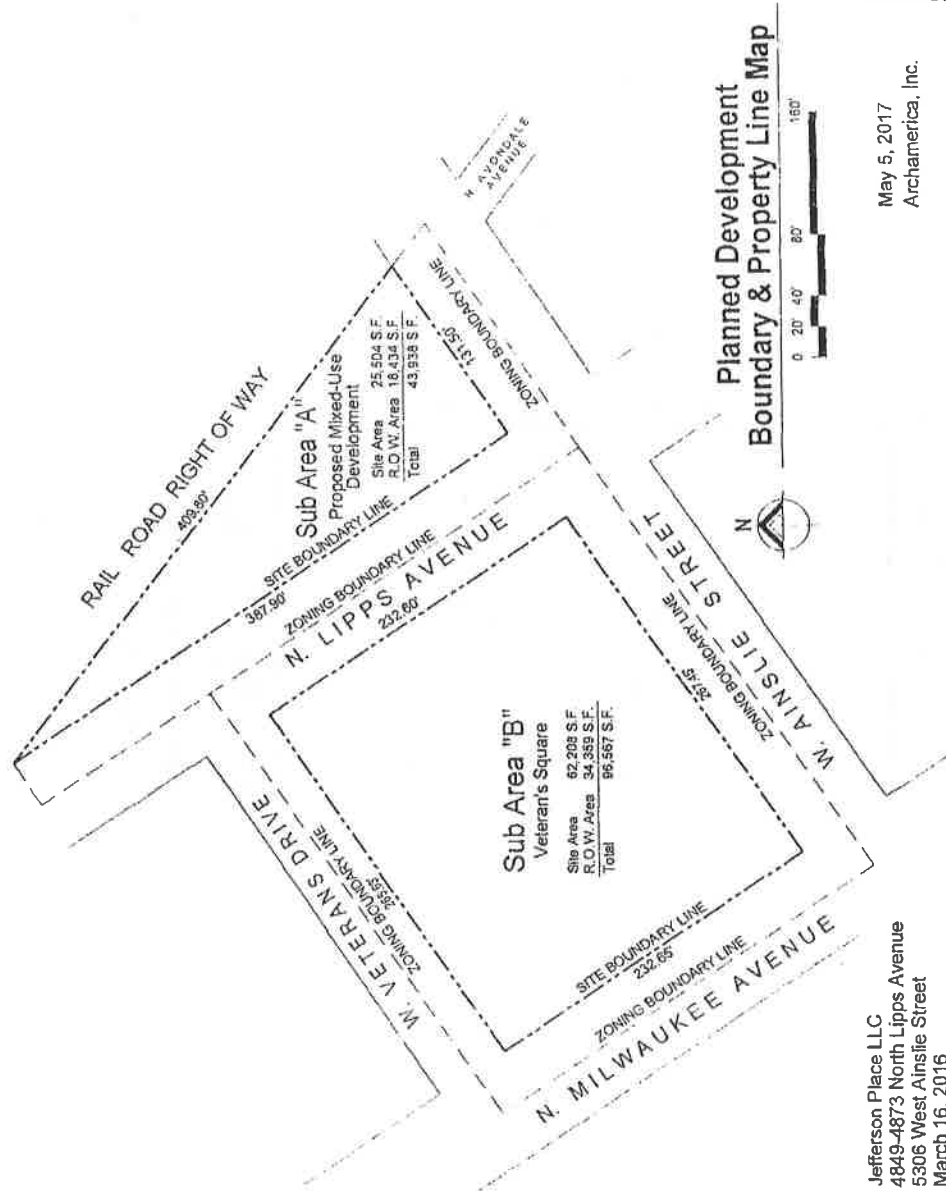 RAIL ROAD RIGHT OF WAY
409.60'
Sub Area "A"
Proposed Mixed-Use
Development
Site Area 25,504 S.F.
R.O.W. Area 18,434 S.F
Total 43,938 S F
SITE BOUNDARY LINE
387.90'
131.50'
ZONING BOUNDARY LINE
N. AVONDALE
AVENUE
ZONING BOUNDARY LINE
N. LIPPS AVENUE
232.60'
W. VETERANS DRIVE
ZONING BOUNDARY LINE
265.63'
Sub Area "B"
Veteran's Square
Site Area 62,208 S.F.
R.O.W. Area 34,359 S.F.
Total 96,567 S.F.
SITE BOUNDARY LINE
232.65'
ZONING BOUNDARY LINE
N. MILWAUKEE AVENUE
267.45'
ZONING BOUNDARY LINE
W. AINSLIE STREET
N
Planned Development
Boundary & Property Line Map
0 20' 40' 80' 160'
Jefferson Place LLC
4849-4873 North Lipps Avenue
5306 West Ainslie Street
March 16, 2016
May 5, 2017
Archamerica, Inc.